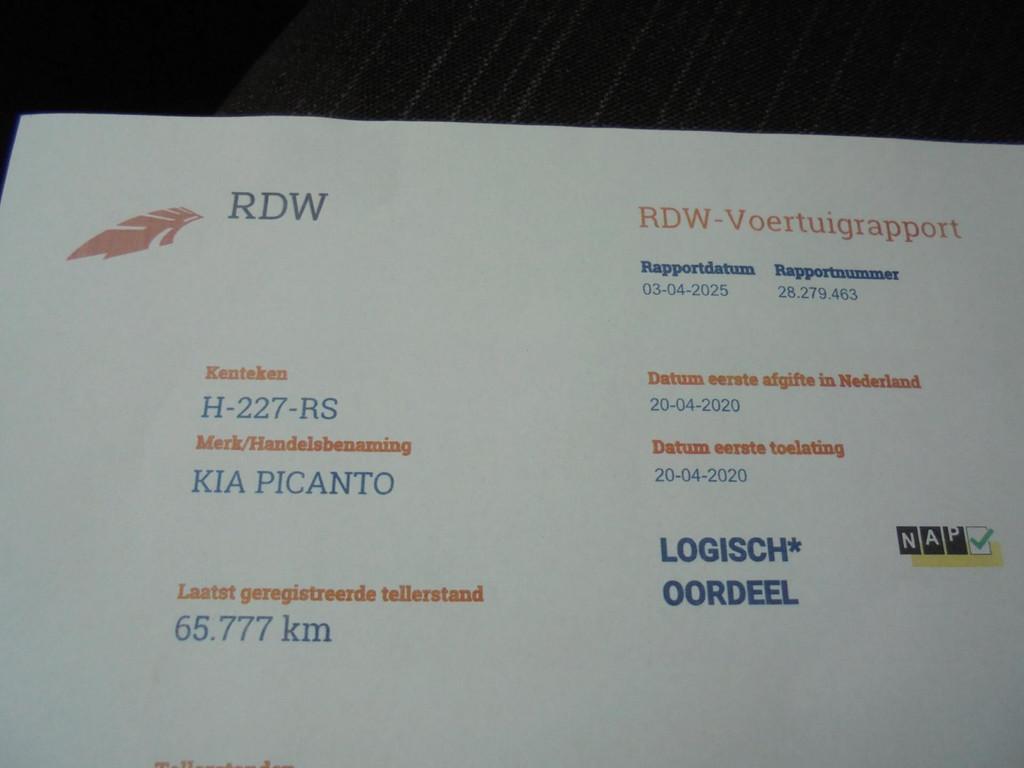 RDW
RDW-Voertuigrapport
Rapportdatum Rapportnummer
03-04-2025 28.279.463
Kenteken
H-227-RS
Merk/Handelsbenaming
KIA PICANTO
Datum eerste afgifte in Nederland
20-04-2020
Datum eerste toelating
20-04-2020
LOGISCH*
OORDEEL
NAP
Laatst geregistreerde tellerstand
65.777 km
Tellerstanden